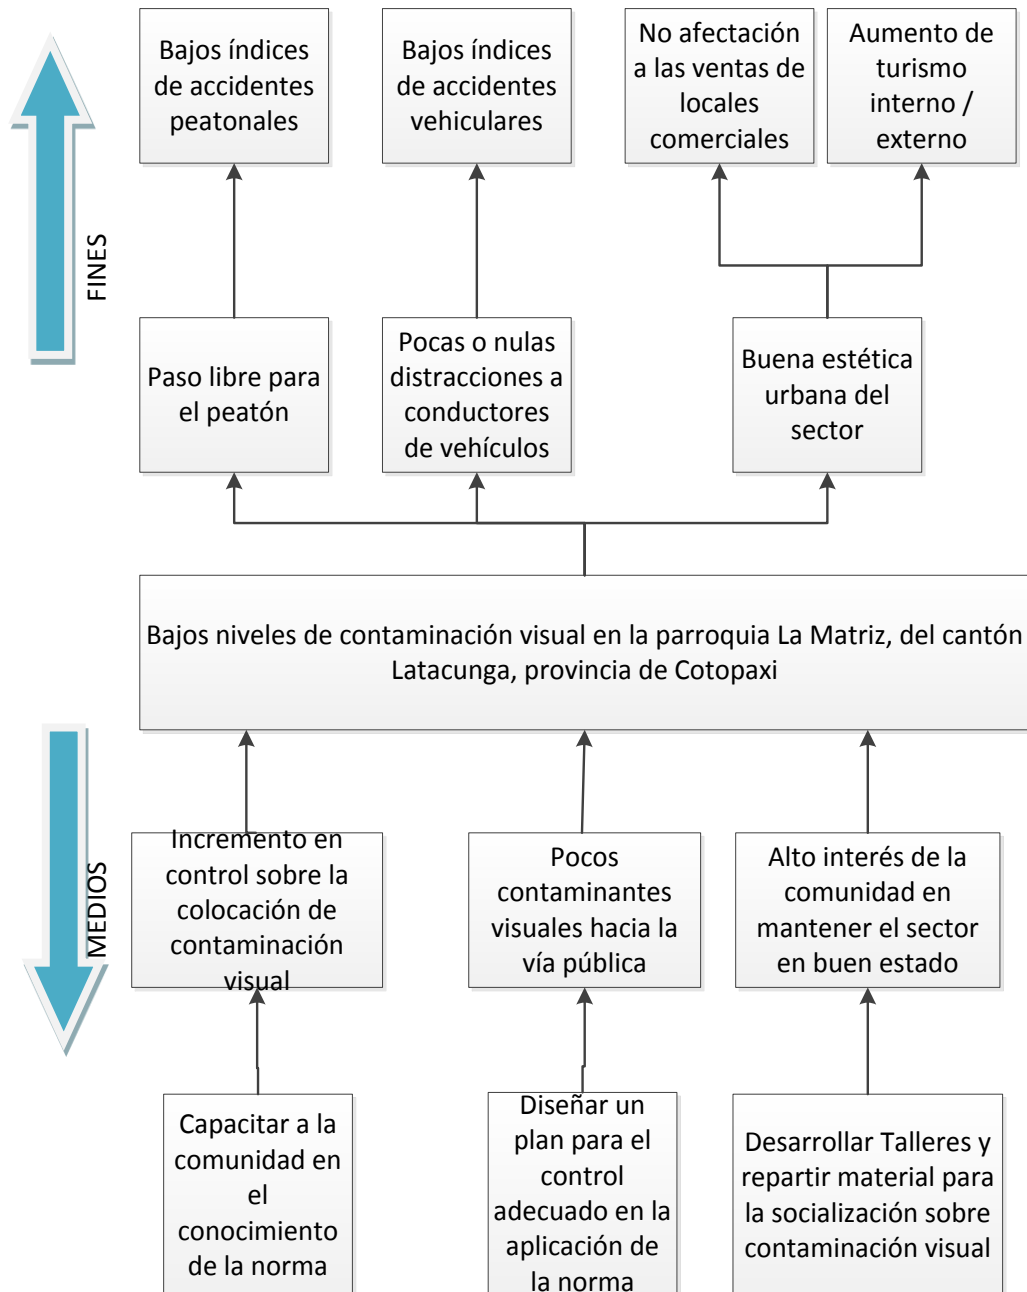 Bajos índices
de accidentes
peatonales
Bajos índices
de accidentes
vehiculares
No afectación
a las ventas de
locales
comerciales
Aumento de
turismo
interno /
externo
FINES
Paso libre para
el peatón
Pocas o nulas
distracciones a
conductores
de vehículos
Buena estética
urbana del
sector
Bajos niveles de contaminación visual en la parroquia La Matriz, del cantón
Latacunga, provincia de Cotopaxi
MEDIOS
Incremento en
control sobre la
colocación de
contaminación
visual
Pocos
contaminantes
visuales hacia la
vía pública
Alto interés de la
comunidad en
mantener el sector
en buen estado
Capacitar a la
comunidad en
el
conocimiento
de la norma
Diseñar un
plan para el
control
adecuado en la
aplicación de
la norma
Desarrollar Talleres y
repartir material para
la socialización sobre
contaminación visual